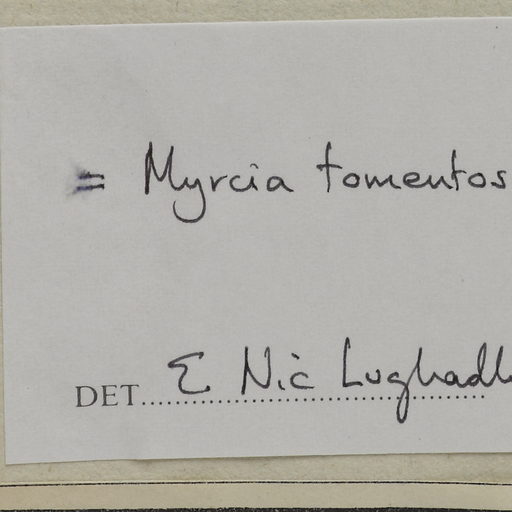 = Myrcia tomentos
DET. E Nic Lughadh